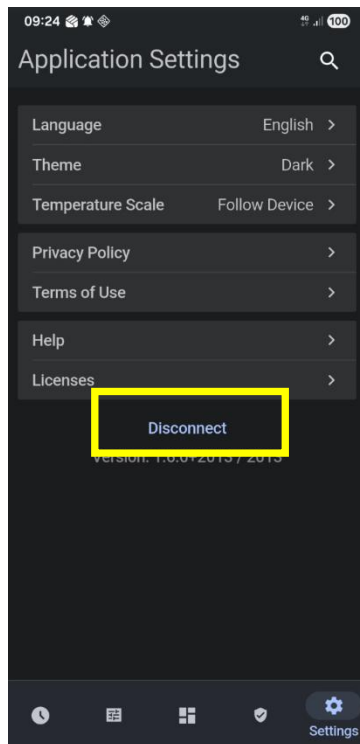 09:24 4G 100
Application Settings
Language English
Theme Dark
Temperature Scale Follow Device
Privacy Policy
Terms of Use
Help
Licenses
Disconnect
Settings